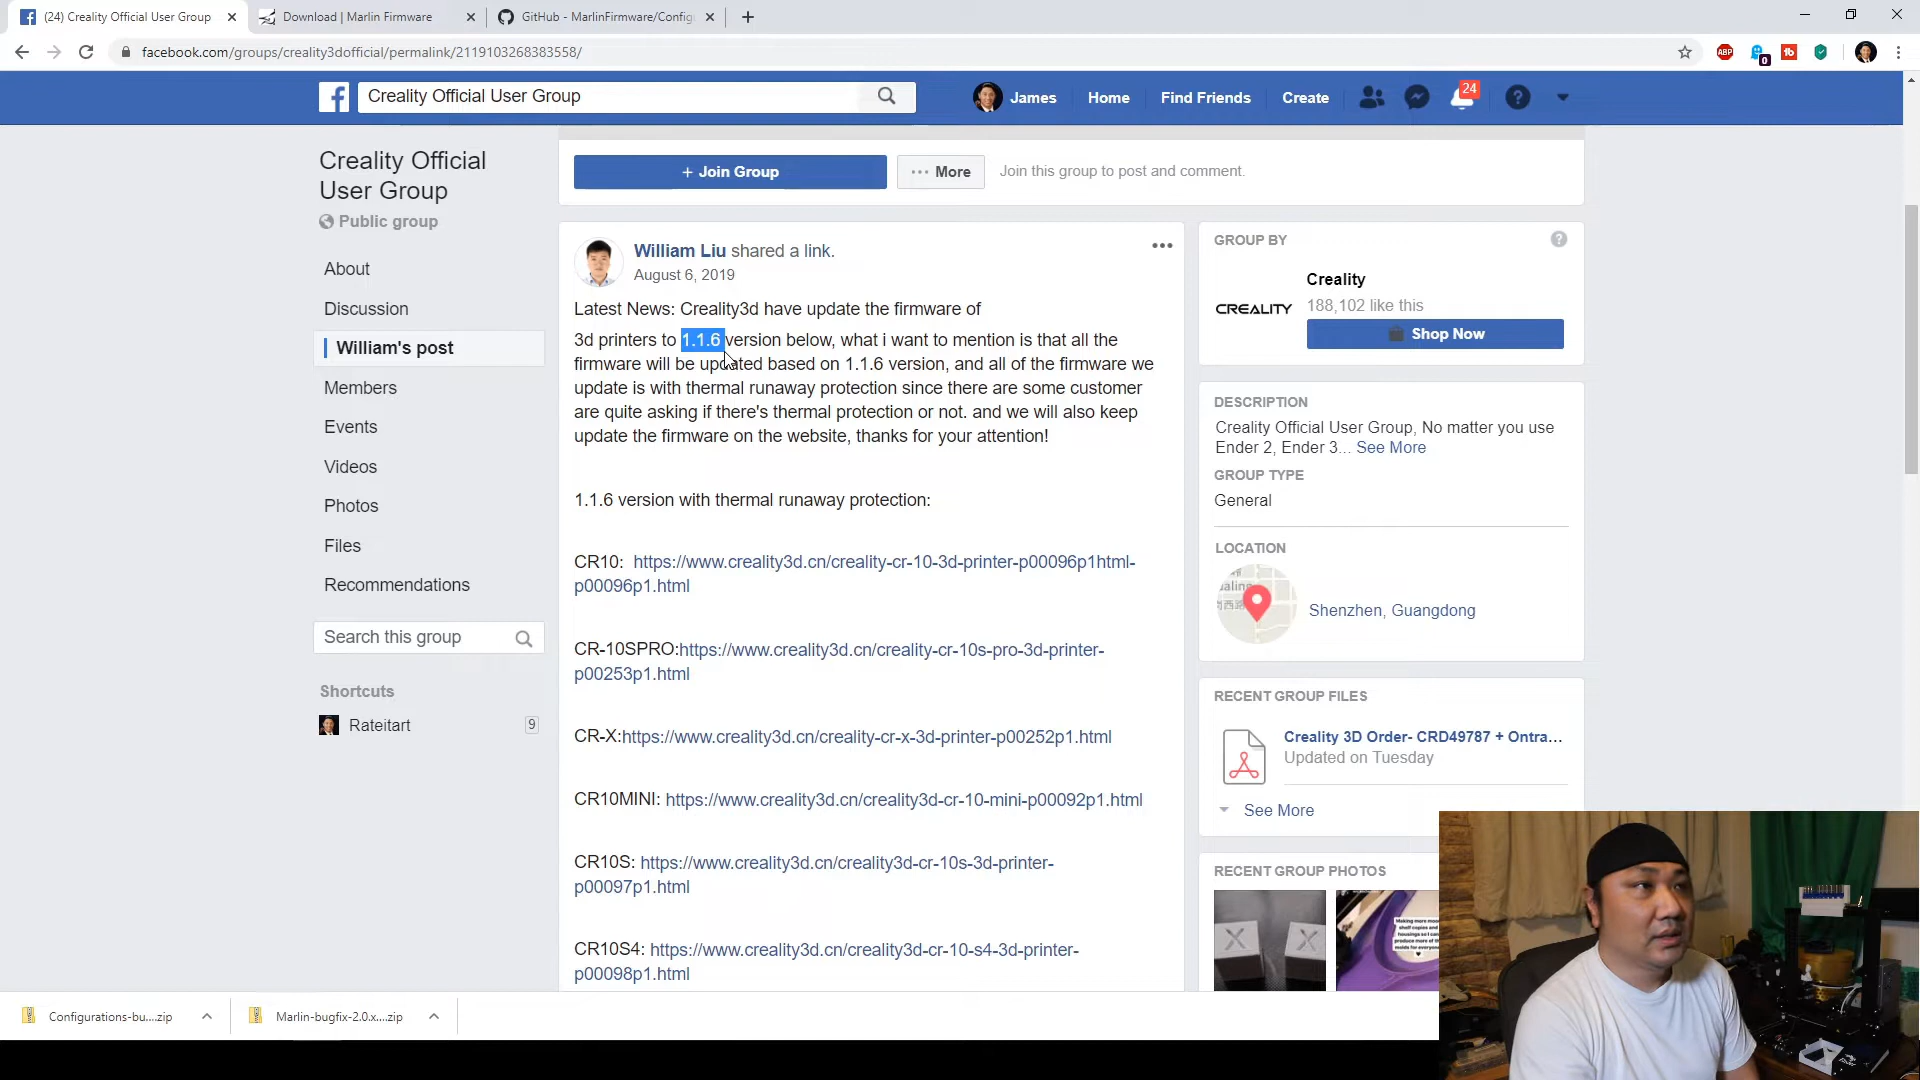 (24) Creality Official User Group
Download | Marlin Firmware
GitHub - MarlinFirmware/Config
facebook.com/groups/creality3dofficial/permalink/2119103268383558/
ABP
0
Creality Official User Group
James
Home
Find Friends
Create
24
Creality Official
User Group
Public group
About
Discussion
William's post
Members
Events
Videos
Photos
Files
Recommendations
Search this group
Shortcuts
Rateitart
9
+ Join Group
More
Join this group to post and comment.
William Liu shared a link.
August 6, 2019
Latest News: Creality3d have update the firmware of
3d printers to 1.1.6 version below, what i want to mention is that all the
firmware will be updated based on 1.1.6 version, and all of the firmware we
update is with thermal runaway protection since there are some customer
are quite asking if there's thermal protection or not. and we will also keep
update the firmware on the website, thanks for your attention!
1.1.6 version with thermal runaway protection:
CR10: https://www.creality3d.cn/creality-cr-10-3d-printer-p00096p1html-
p00096p1.html
CR-10SPRO:https://www.creality3d.cn/creality-cr-10s-pro-3d-printer-
p00253p1.html
CR-X:https://www.creality3d.cn/creality-cr-x-3d-printer-p00252p1.html
CR10MINI: https://www.creality3d.cn/creality3d-cr-10-mini-p00092p1.html
CR10S: https://www.creality3d.cn/creality3d-cr-10s-3d-printer-
p00097p1.html
CR10S4: https://www.creality3d.cn/creality3d-cr-10-s4-3d-printer-
p00098p1.html
GROUP BY
CREALITY
Creality
188,102 like this
Shop Now
DESCRIPTION
Creality Official User Group, No matter you use
Ender 2, Ender 3... See More
GROUP TYPE
General
LOCATION
Shenzhen, Guangdong
RECENT GROUP FILES
Creality 3D Order- CRD49787 + Ontra...
Updated on Tuesday
See More
RECENT GROUP PHOTOS
Configurations-bu....zip
Marlin-bugfix-2.0.x....zip